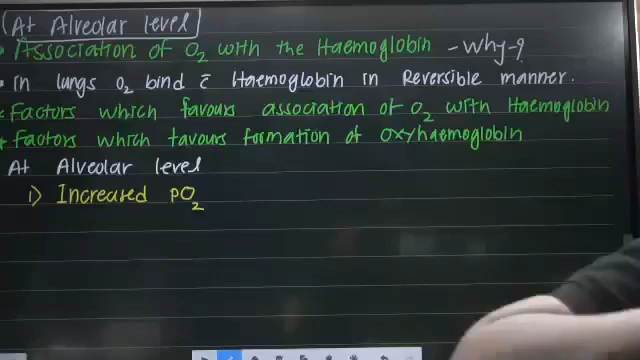 (At Alveolar level
• Association of O₂ with the Haemoglobin - Why-?
• In lungs O₂ bind c̄ Haemoglobin in Reversible manner.
* Factors which favours association of O₂ with Haemoglobin
* Factors which favours formation of oxyhaemoglobin
At Alveolar level
1) Increased pO₂